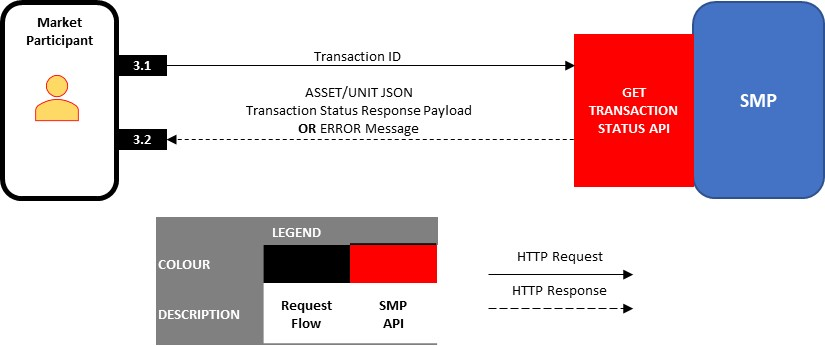 Market
Participant
3.1
Transaction ID
ASSET/UNIT JSON
Transaction Status Response Payload
OR ERROR Message
3.2
GET
TRANSACTION
STATUS API
SMP
LEGEND
COLOUR
DESCRIPTION
Request
Flow
SMP
API
HTTP Request
HTTP Response